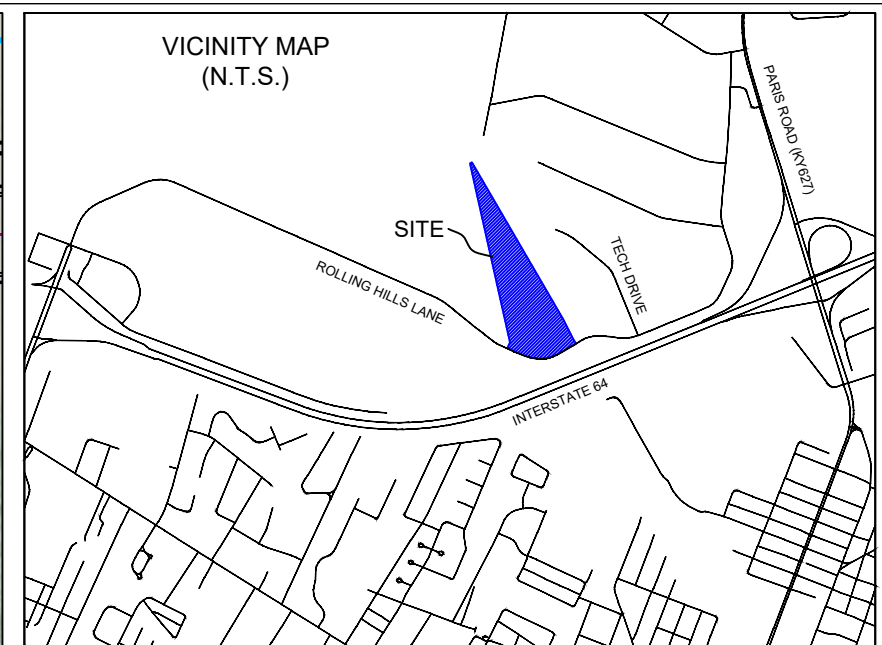 VICINITY MAP
(N.T.S.)
PARIS ROAD (KY627)
SITE
TECH DRIVE
ROLLING HILLS LANE
INTERSTATE 64